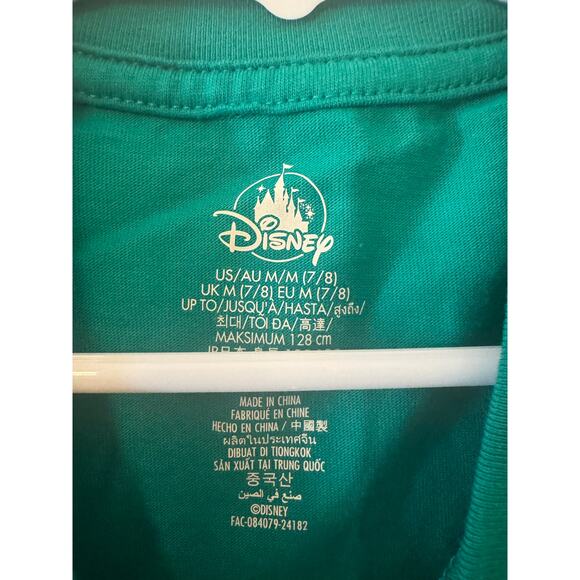 Disney
US/AU M/M (7/8)
UK M (7/8) EU M (7/8)
UP TO/JUSQU'À/HASTA/สูงถึง/
최대/TỐI ĐA/高達/
MAKSIMUM 128 cm
MADE IN CHINA
FABRIQUÉ EN CHINE
HECHO EN CHINA / 中國製
ผลิตในประเทศจีน
DIBUAT DI TIONGKOK
SẢN XUẤT TẠI TRUNG QUỐC
중국산
صنع في الصين
©DISNEY
FAC-084079-24182